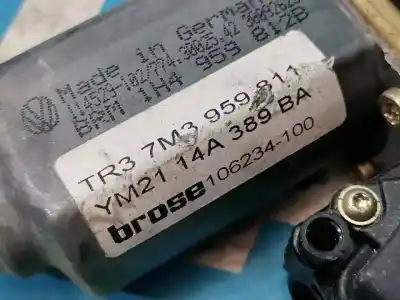 Made in Germany
BRM 1H4 959 812B
TR3 7M3 959 811
YM21 14A 389 BA
brose 106234-100